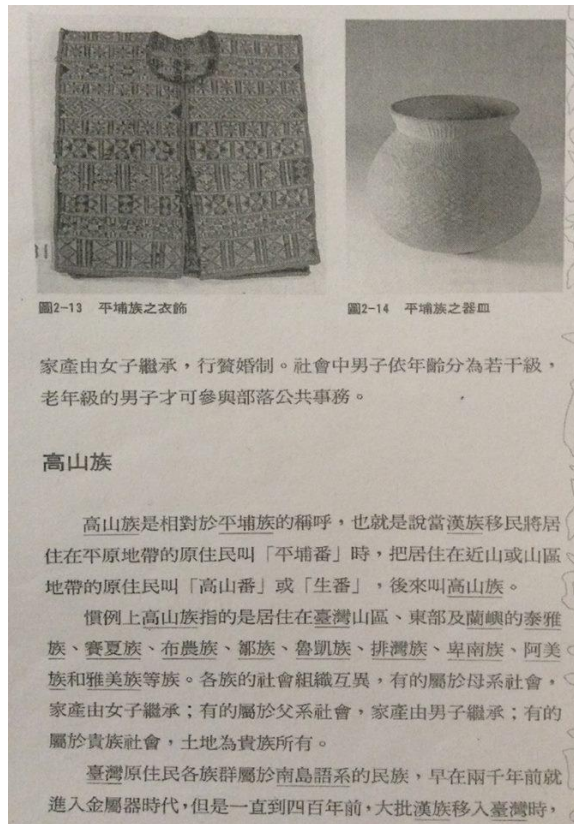 圖2-13　平埔族之衣飾
圖2-14　平埔族之器皿
家產由女子繼承，行贅婚制。社會中男子依年齡分為若干級，
老年級的男子才可參與部落公共事務。
高山族
高山族是相對於平埔族的稱呼，也就是說當漢族移民將居
住在平原地帶的原住民叫「平埔番」時，把居住在近山或山區
地帶的原住民叫「高山番」或「生番」，後來叫高山族。
慣例上高山族指的是居住在臺灣山區、東部及蘭嶼的泰雅
族、賽夏族、布農族、鄒族、魯凱族、排灣族、卑南族、阿美
族和雅美族等族。各族的社會組織互異，有的屬於母系社會，
家產由女子繼承；有的屬於父系社會，家產由男子繼承；有的
屬於貴族社會，土地為貴族所有。
臺灣原住民各族群屬於南島語系的民族，早在兩千年前就
進入金屬器時代，但是一直到四百年前，大批漢族移入臺灣時，